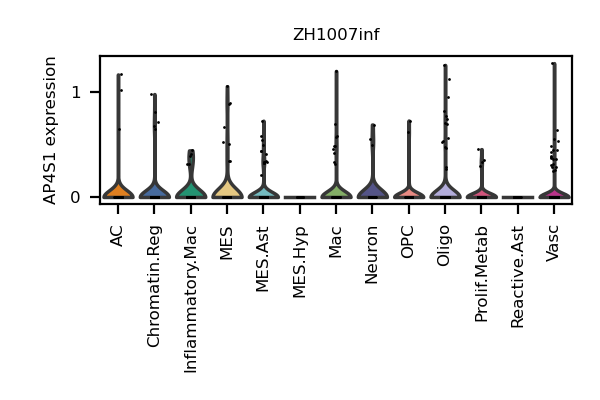 ZH1007inf
AP4S1 expression
1
0
AC
Chromatin.Reg
Inflammatory.Mac
MES
MES.Ast
MES.Hyp
Mac
Neuron
OPC
Oligo
Prolif.Metab
Reactive.Ast
Vasc